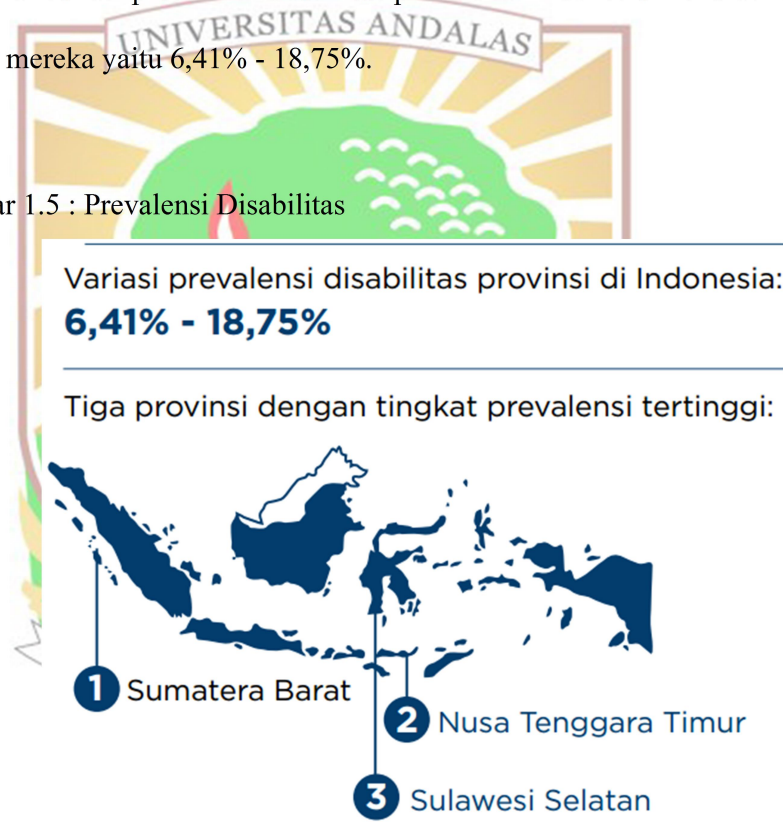 UNIVERSITAS ANDALAS
mereka yaitu 6,41% - 18,75%.
1.5 : Prevalensi Disabilitas
Variasi prevalensi disabilitas provinsi di Indonesia:
6,41% - 18,75%
Tiga provinsi dengan tingkat prevalensi tertinggi:
1 Sumatera Barat
2 Nusa Tenggara Timur
3 Sulawesi Selatan